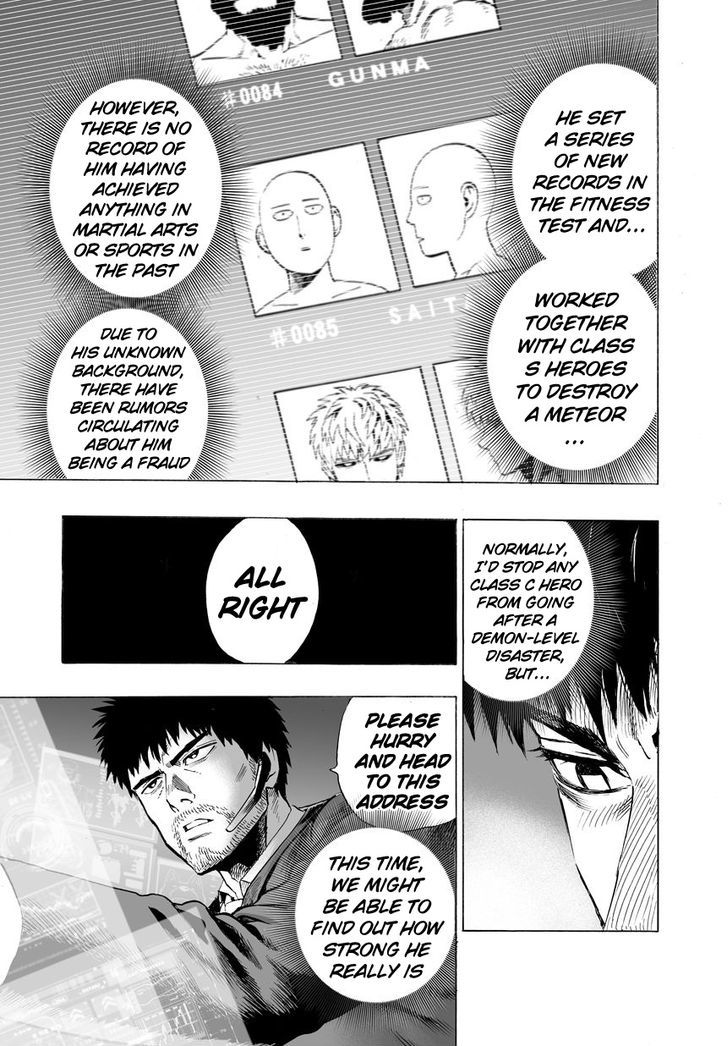 HE SET
A SERIES
OF NEW
RECORDS IN
THE FITNESS
TEST AND...
WORKED
TOGETHER
WITH CLASS
S HEROES
TO DESTROY
A METEOR
...
#0084 GUNMA
#0085 SAITA
HOWEVER,
THERE IS NO
RECORD OF
HIM HAVING
ACHIEVED
ANYTHING IN
MARTIAL ARTS
OR SPORTS IN
THE PAST
DUE TO
HIS UNKNOWN
BACKGROUND,
THERE HAVE
BEEN RUMORS
CIRCULATING
ABOUT HIM
BEING A FRAUD
NORMALLY,
I'D STOP ANY
CLASS C HERO
FROM GOING
AFTER A
DEMON-LEVEL
DISASTER,
BUT...
ALL
RIGHT
PLEASE
HURRY
AND HEAD
TO THIS
ADDRESS
THIS TIME,
WE MIGHT
BE ABLE TO
FIND OUT HOW
STRONG HE
REALLY IS